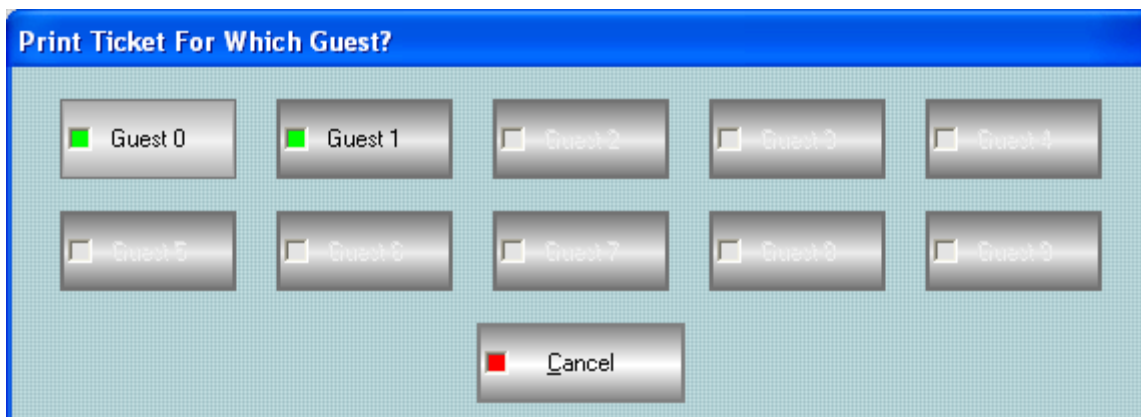 Print Ticket For Which Guest?
Guest 0 Guest 1 Guest 2 Guest 3 Guest 4
Guest 5 Guest 6 Guest 7 Guest 8 Guest 9
Cancel